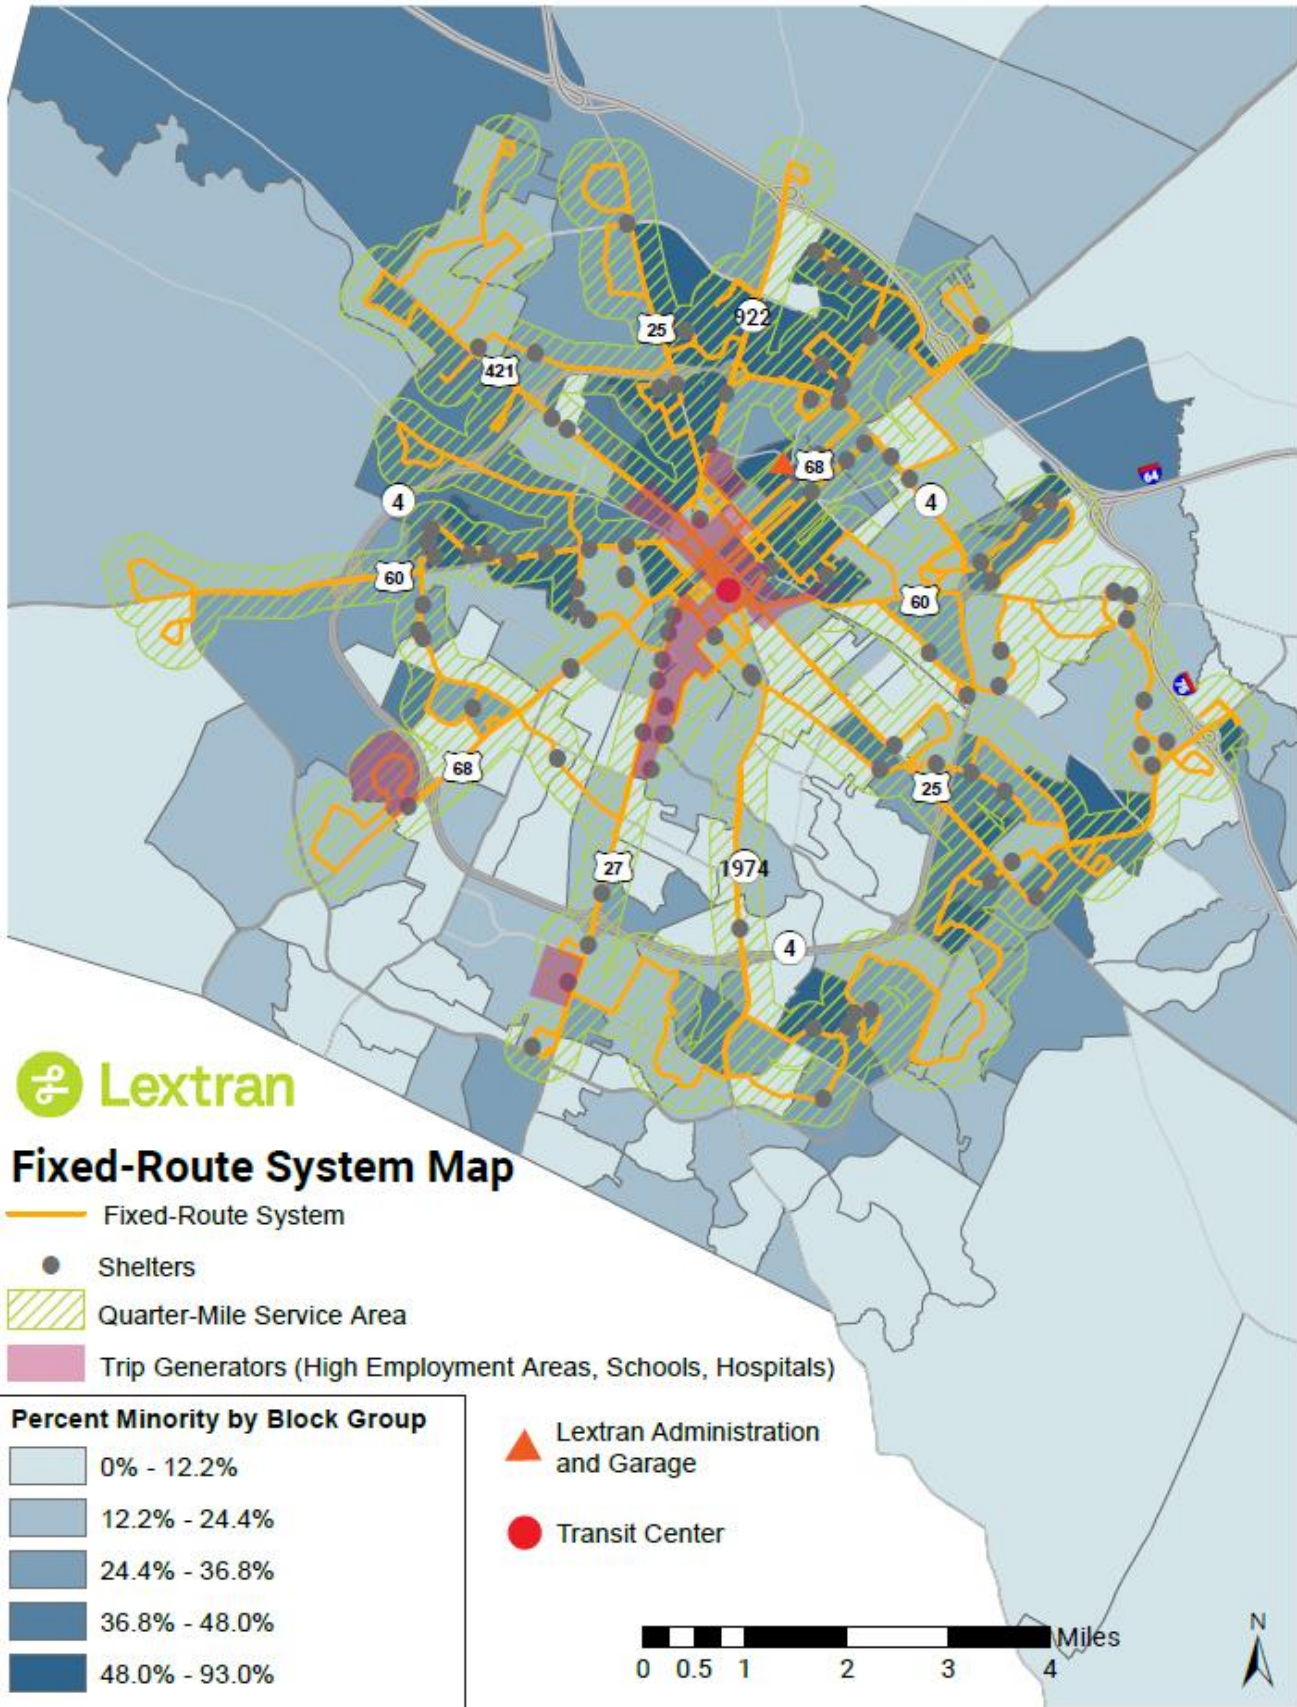 25
922
421
68
4
4
64
60
60
75
68
25
27
1974
4
Lextran
Fixed-Route System Map
Fixed-Route System
Shelters
Quarter-Mile Service Area
Trip Generators (High Employment Areas, Schools, Hospitals)
Percent Minority by Block Group
0% - 12.2%
12.2% - 24.4%
24.4% - 36.8%
36.8% - 48.0%
48.0% - 93.0%
Lextran Administration
and Garage
Transit Center
Miles
0 0.5 1 2 3 4
N